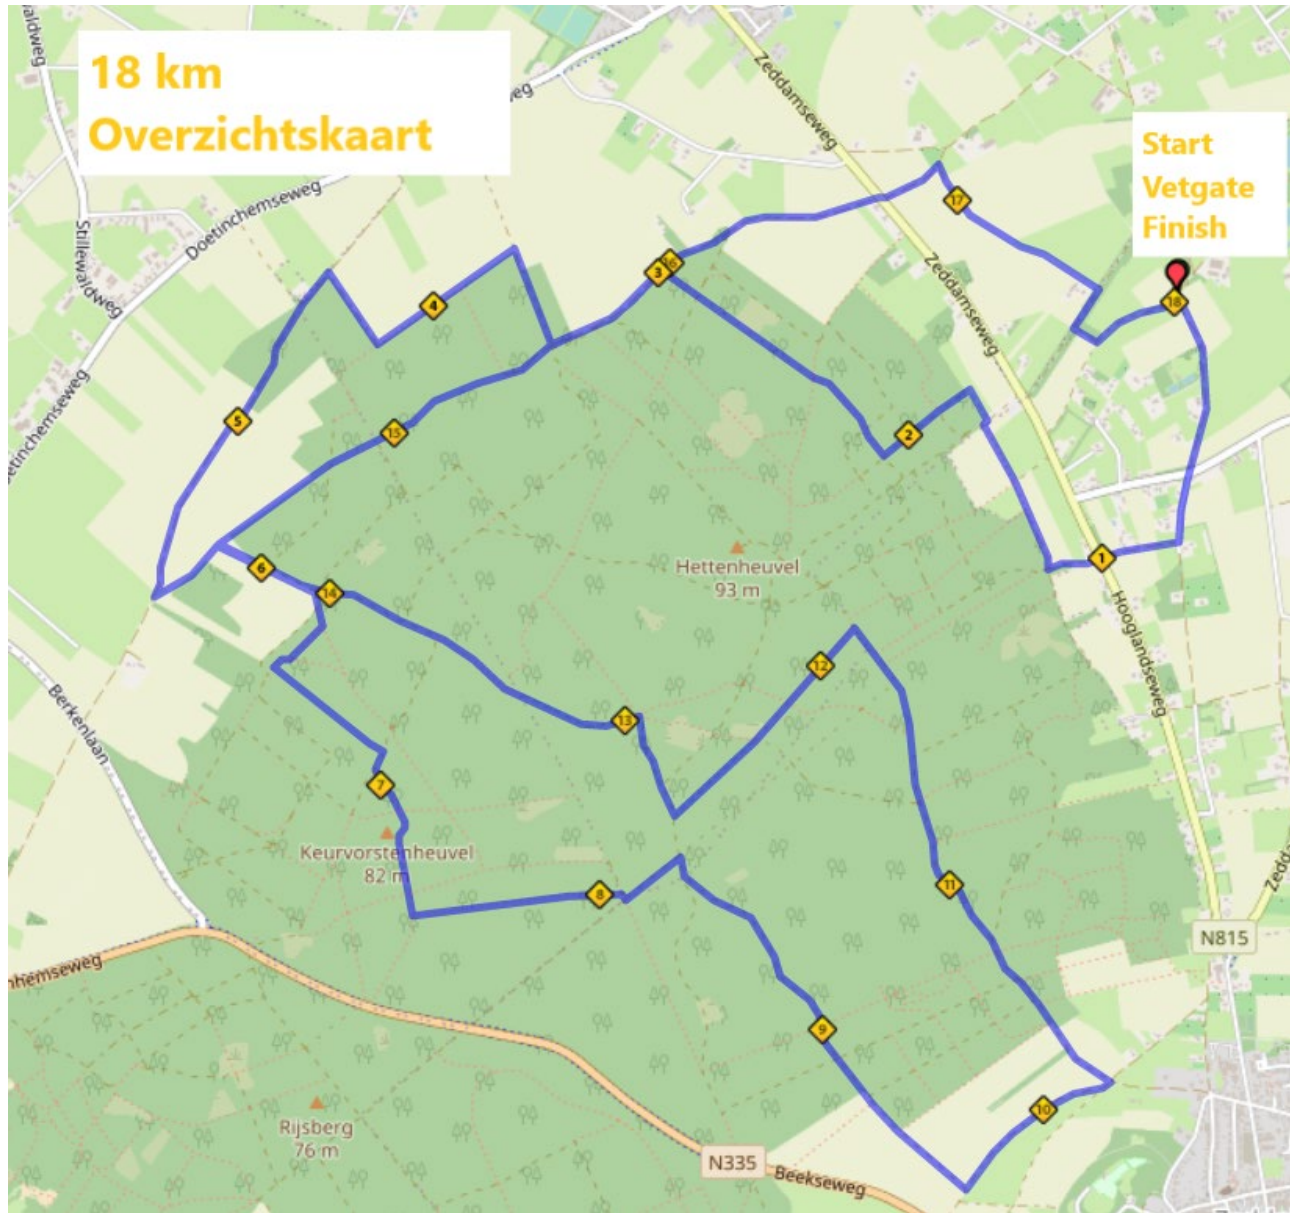 18 km
Overzichtskaart
Zeddamseweg
Start
Vetgate
Finish
Doetinchemseweg
Stillewaldweg
17
16
3
Zeddamseweg
18
4
5
15
2
Hettenheuvel
93 m
1
6
14
Hooglandseweg
12
13
Berkenlaan
7
Keurvorstenheuvel
82 m
8
11
N815
9
10
Rijsberg
76 m
N335
Beekseweg